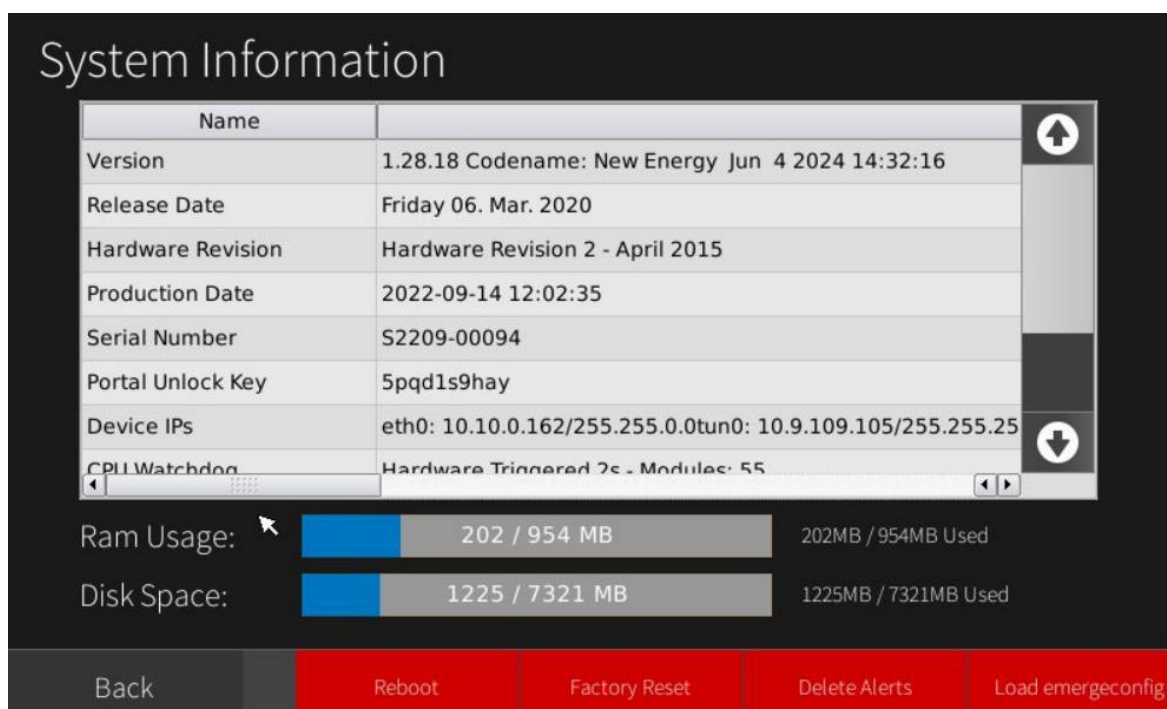 System Information
Name
Version 1.28.18 Codename: New Energy Jun 4 2024 14:32:16
Release Date Friday 06. Mar. 2020
Hardware Revision Hardware Revision 2 - April 2015
Production Date 2022-09-14 12:02:35
Serial Number S2209-00094
Portal Unlock Key 5pqd1s9hay
Device IPs eth0: 10.10.0.162/255.255.0.0tun0: 10.9.109.105/255.255.25
CPU Watchdog Hardware Triggered 2s - Modules: 55
Ram Usage: 202 / 954 MB 202MB / 954MB Used
Disk Space: 1225 / 7321 MB 1225MB / 7321MB Used
Back Reboot Factory Reset Delete Alerts Load emergeconfig